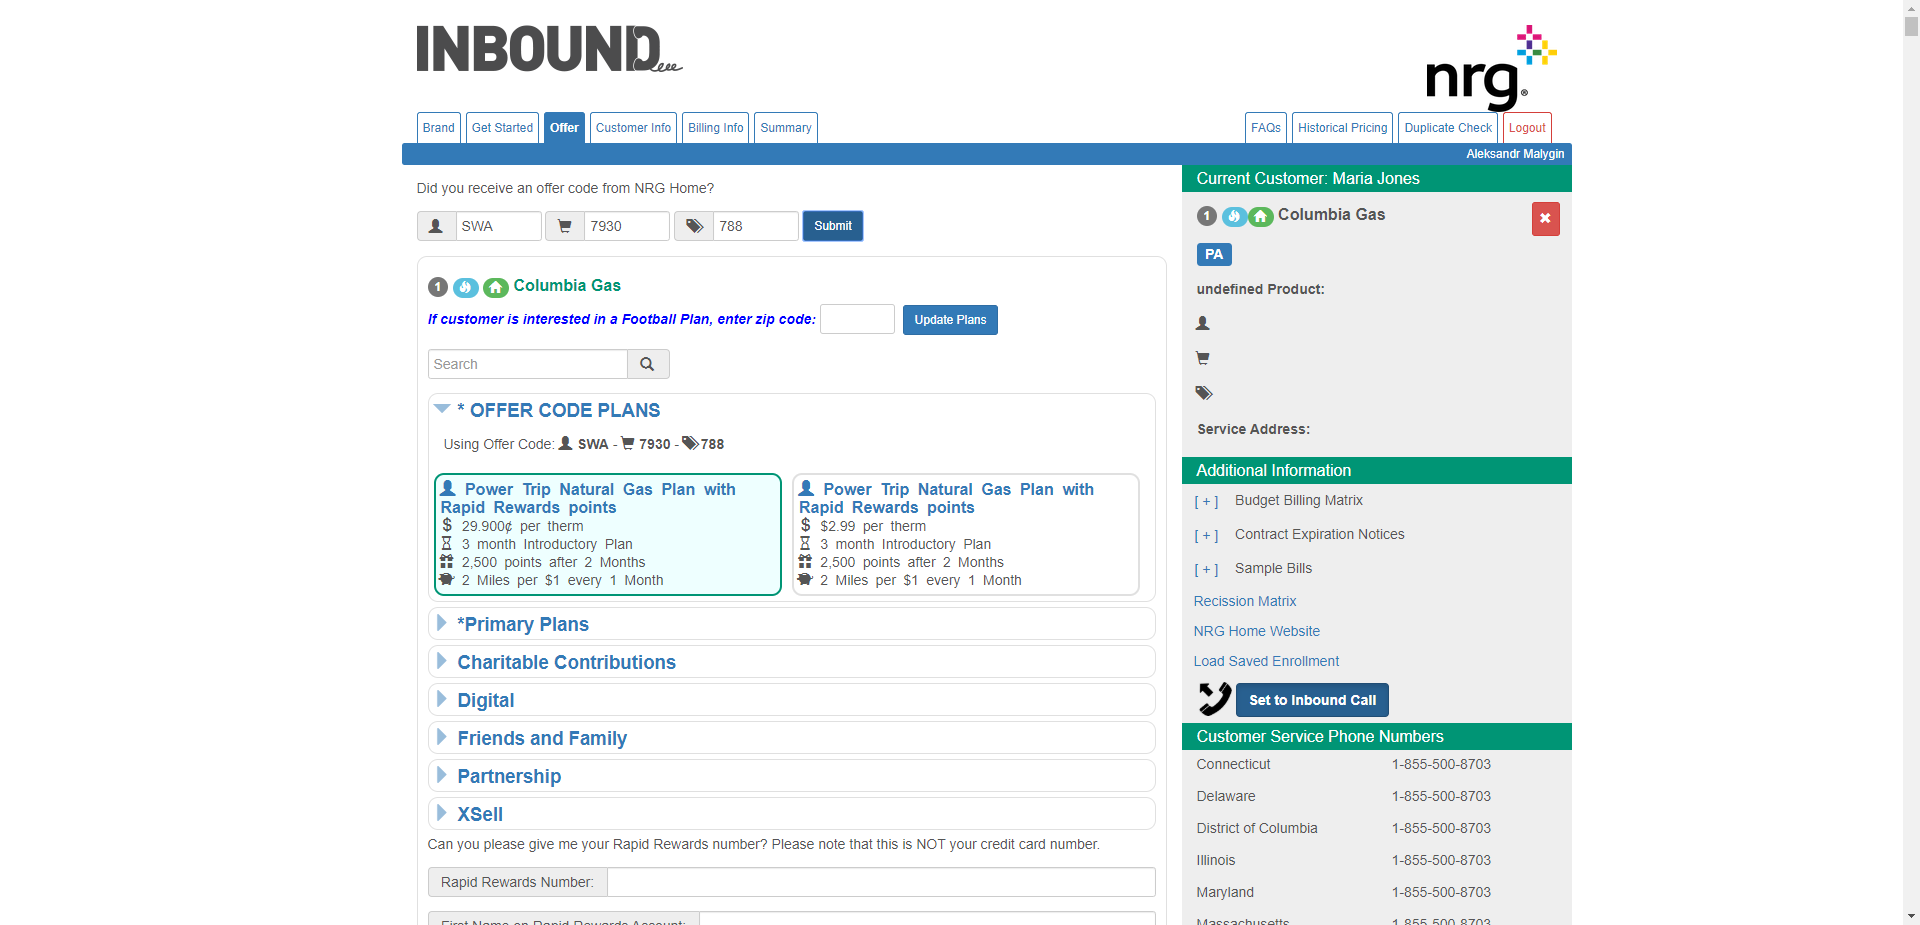 INBOUND
nrg®
Brand
Get Started
Offer
Customer Info
Billing Info
Summary
FAQs
Historical Pricing
Duplicate Check
Logout
Aleksandr Malygin
Did you receive an offer code from NRG Home?
SWA
7930
788
Submit
1 Columbia Gas
If customer is interested in a Football Plan, enter zip code:
Update Plans
Search
* OFFER CODE PLANS
Using Offer Code: SWA - 7930 - 788
Power Trip Natural Gas Plan with
Rapid Rewards points
$ 29.900¢ per therm
3 month Introductory Plan
2,500 points after 2 Months
2 Miles per $1 every 1 Month
Power Trip Natural Gas Plan with
Rapid Rewards points
$ $2.99 per therm
3 month Introductory Plan
2,500 points after 2 Months
2 Miles per $1 every 1 Month
*Primary Plans
Charitable Contributions
Digital
Friends and Family
Partnership
XSell
Can you please give me your Rapid Rewards number? Please note that this is NOT your credit card number.
Rapid Rewards Number:
First Name on Rapid Rewards Account:
Current Customer: Maria Jones
1 Columbia Gas
PA
undefined Product:
Service Address:
Additional Information
[ + ] Budget Billing Matrix
[ + ] Contract Expiration Notices
[ + ] Sample Bills
Recission Matrix
NRG Home Website
Load Saved Enrollment
Set to Inbound Call
Customer Service Phone Numbers
Connecticut 1-855-500-8703
Delaware 1-855-500-8703
District of Columbia 1-855-500-8703
Illinois 1-855-500-8703
Maryland 1-855-500-8703
Massachusetts 1-855-500-8703